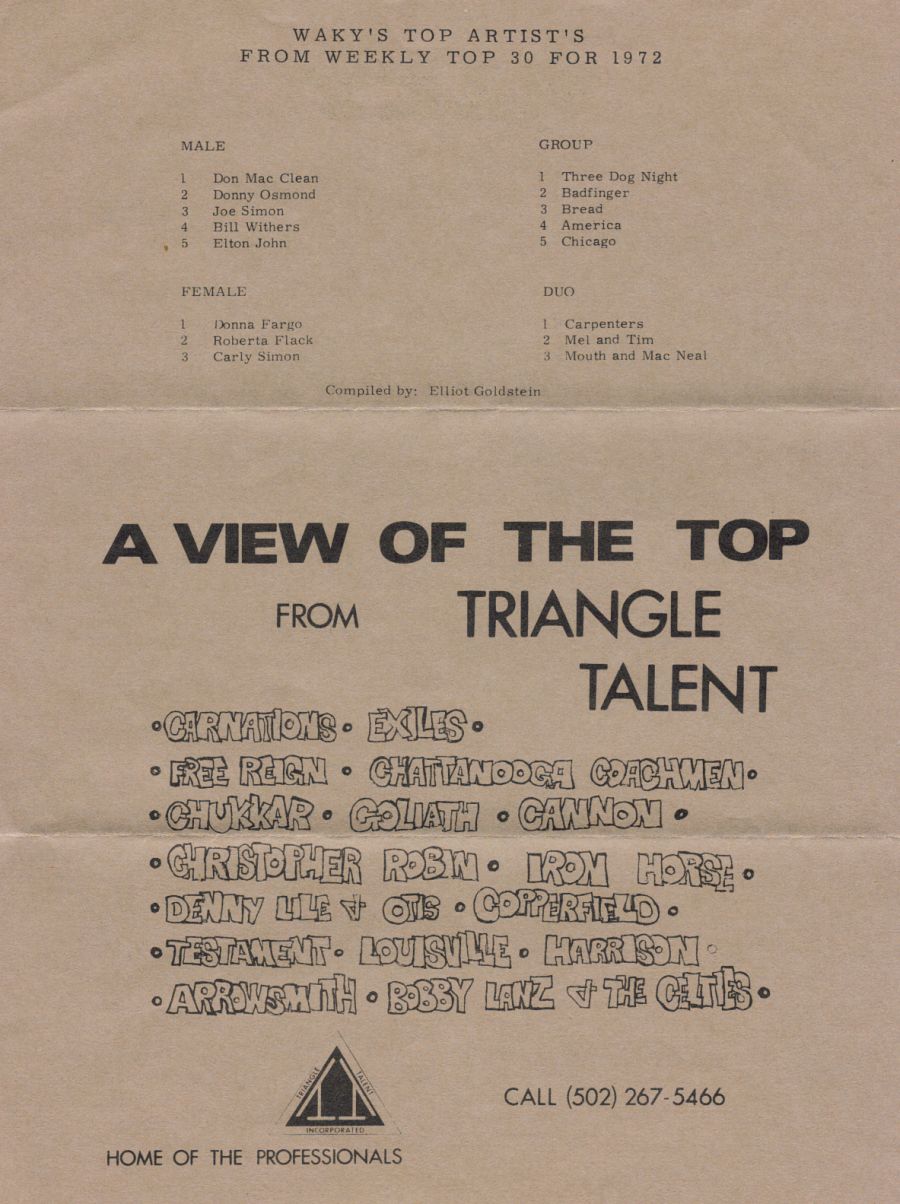 WAKY'S TOP ARTIST'S
FROM WEEKLY TOP 30 FOR 1972
MALE
1 Don Mac Clean
2 Donny Osmond
3 Joe Simon
4 Bill Withers
5 Elton John
GROUP
1 Three Dog Night
2 Badfinger
3 Bread
4 America
5 Chicago
FEMALE
1 Donna Fargo
2 Roberta Flack
3 Carly Simon
DUO
1 Carpenters
2 Mel and Tim
3 Mouth and Mac Neal
Compiled by: Elliot Goldstein
A VIEW OF THE TOP
FROM TRIANGLE
TALENT
•CARNATIONS• EXILES•
•FREE REIGN • CHATTANOOGA COACHMEN•
•CHUKKAR • GOLIATH • CANNON •
•CHRISTOPHER ROBIN• IRON HORSE•
•DENNY LILE & OTIS •COPPERFIELD•
•TESTAMENT• LOUISVILLE• HARRISON•
•ARROWSMITH •BOBBY LANZ & THE CELTIES•
TRIANGLE TALENT
INCORPORATED
CALL (502) 267-5466
HOME OF THE PROFESSIONALS